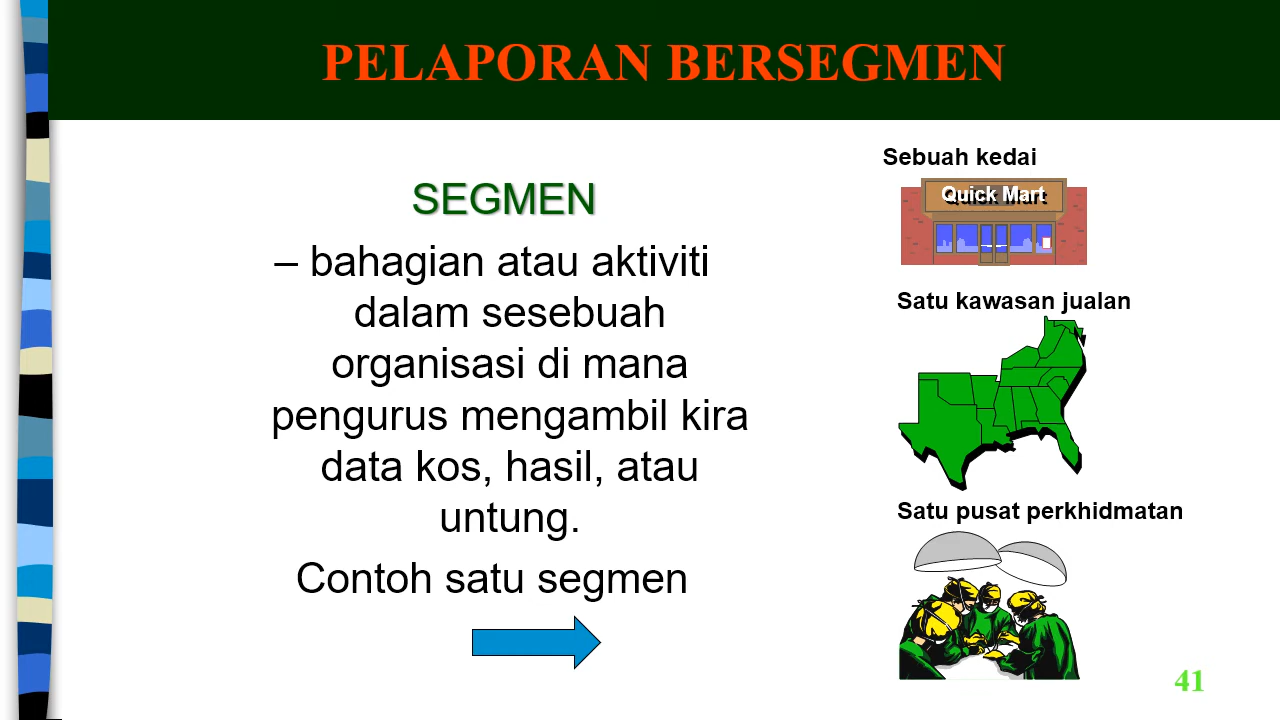 PELAPORAN BERSEGMEN
SEGMEN
– bahagian atau aktiviti
dalam sesebuah
organisasi di mana
pengurus mengambil kira
data kos, hasil, atau
untung.
Contoh satu segmen
Sebuah kedai
Quick Mart
Satu kawasan jualan
Satu pusat perkhidmatan
41